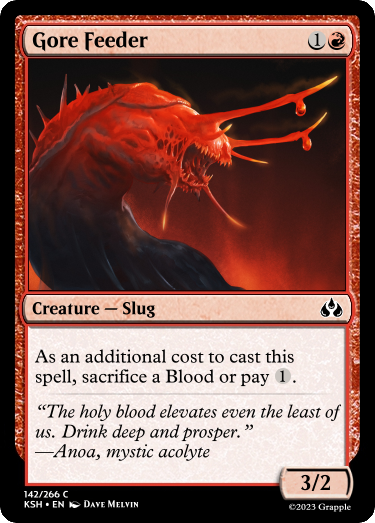 Gore Feeder 1
Creature — Slug
As an additional cost to cast this
spell, sacrifice a Blood or pay 1.
“The holy blood elevates even the least of
us. Drink deep and prosper.”
—Anoa, mystic acolyte
3/2
142/266 C
KSH • EN Dave Melvin
©2023 Grapple